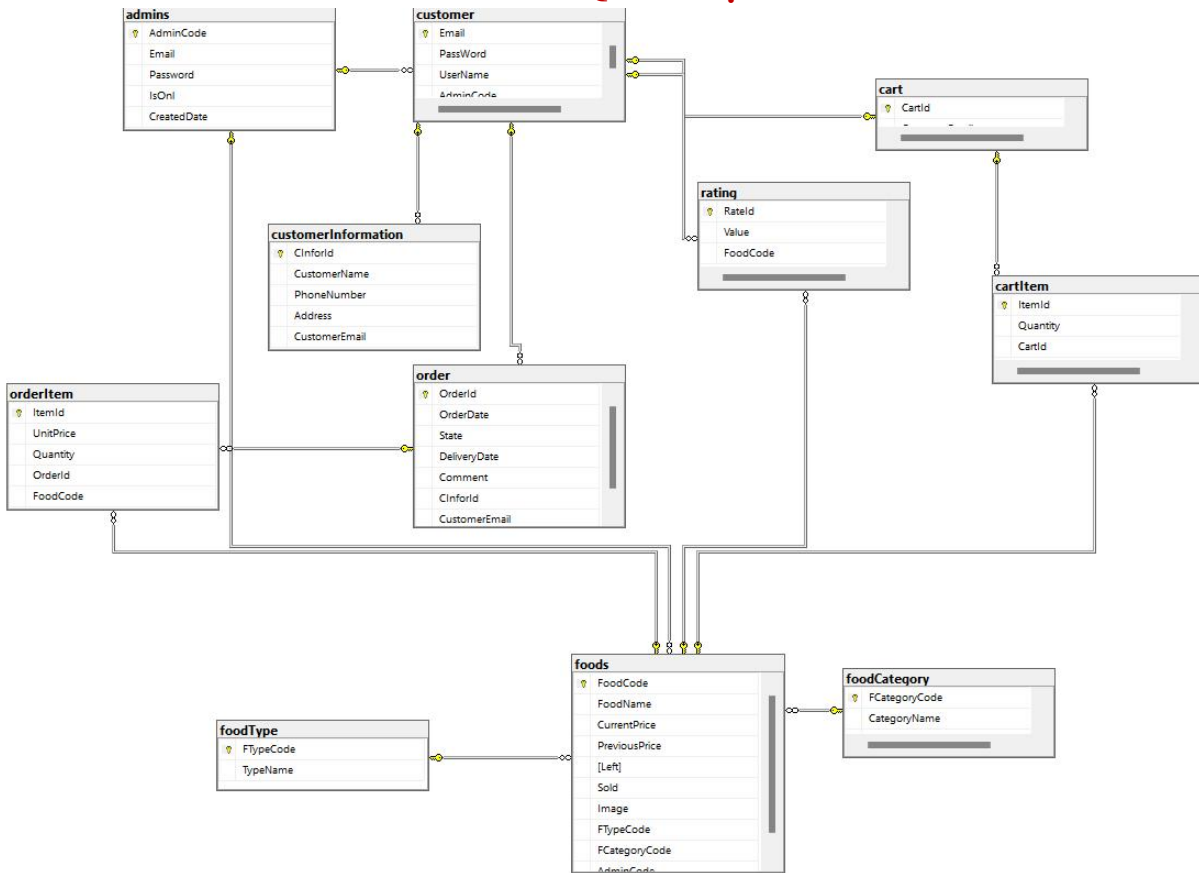 admins
AdminCode
Email
Password
IsOnl
CreatedDate
customer
Email
PassWord
UserName
AdminCode
cart
CartId
rating
RateId
Value
FoodCode
customerInformation
CInforId
CustomerName
PhoneNumber
Address
CustomerEmail
cartItem
ItemId
Quantity
CartId
order
OrderId
OrderDate
State
DeliveryDate
Comment
CInforId
CustomerEmail
orderItem
ItemId
UnitPrice
Quantity
OrderId
FoodCode
foods
FoodCode
FoodName
CurrentPrice
PreviousPrice
[Left]
Sold
Image
FTypeCode
FCategoryCode
AdminCode
foodCategory
FCategoryCode
CategoryName
foodType
FTypeCode
TypeName